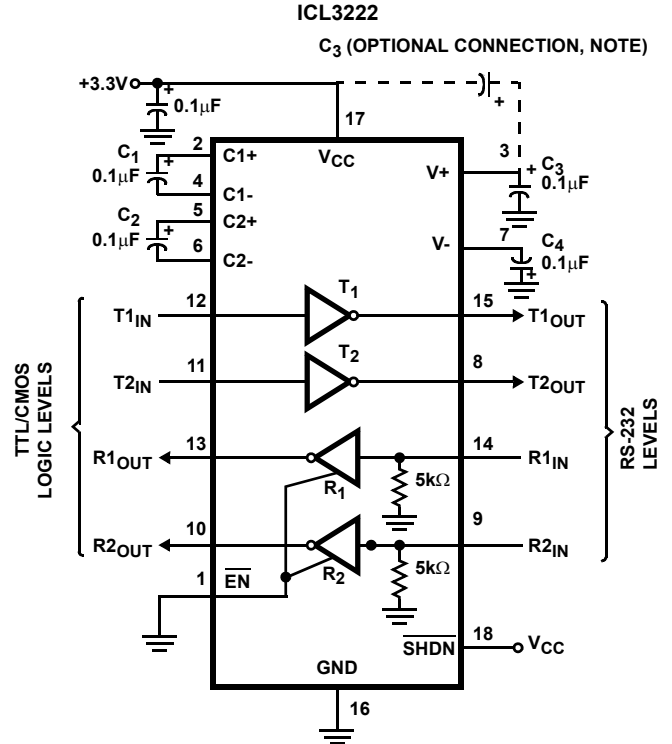 ICL3222
C3 (OPTIONAL CONNECTION, NOTE)
+3.3V
+
0.1μF
+
17
2
C1+
VCC
3
V+
+ C3
0.1μF
C1
0.1μF
+
4
C1-
5
C2+
C2
0.1μF
+
6
C2-
7
V-
C4
0.1μF
+
T1IN
12
T1
15
T1OUT
T2IN
11
T2
8
T2OUT
TTL/CMOS
LOGIC LEVELS
RS-232
LEVELS
R1OUT
13
R1
14
R1IN
5kΩ
R2OUT
10
R2
9
R2IN
5kΩ
1
EN
SHDN
18
VCC
GND
16